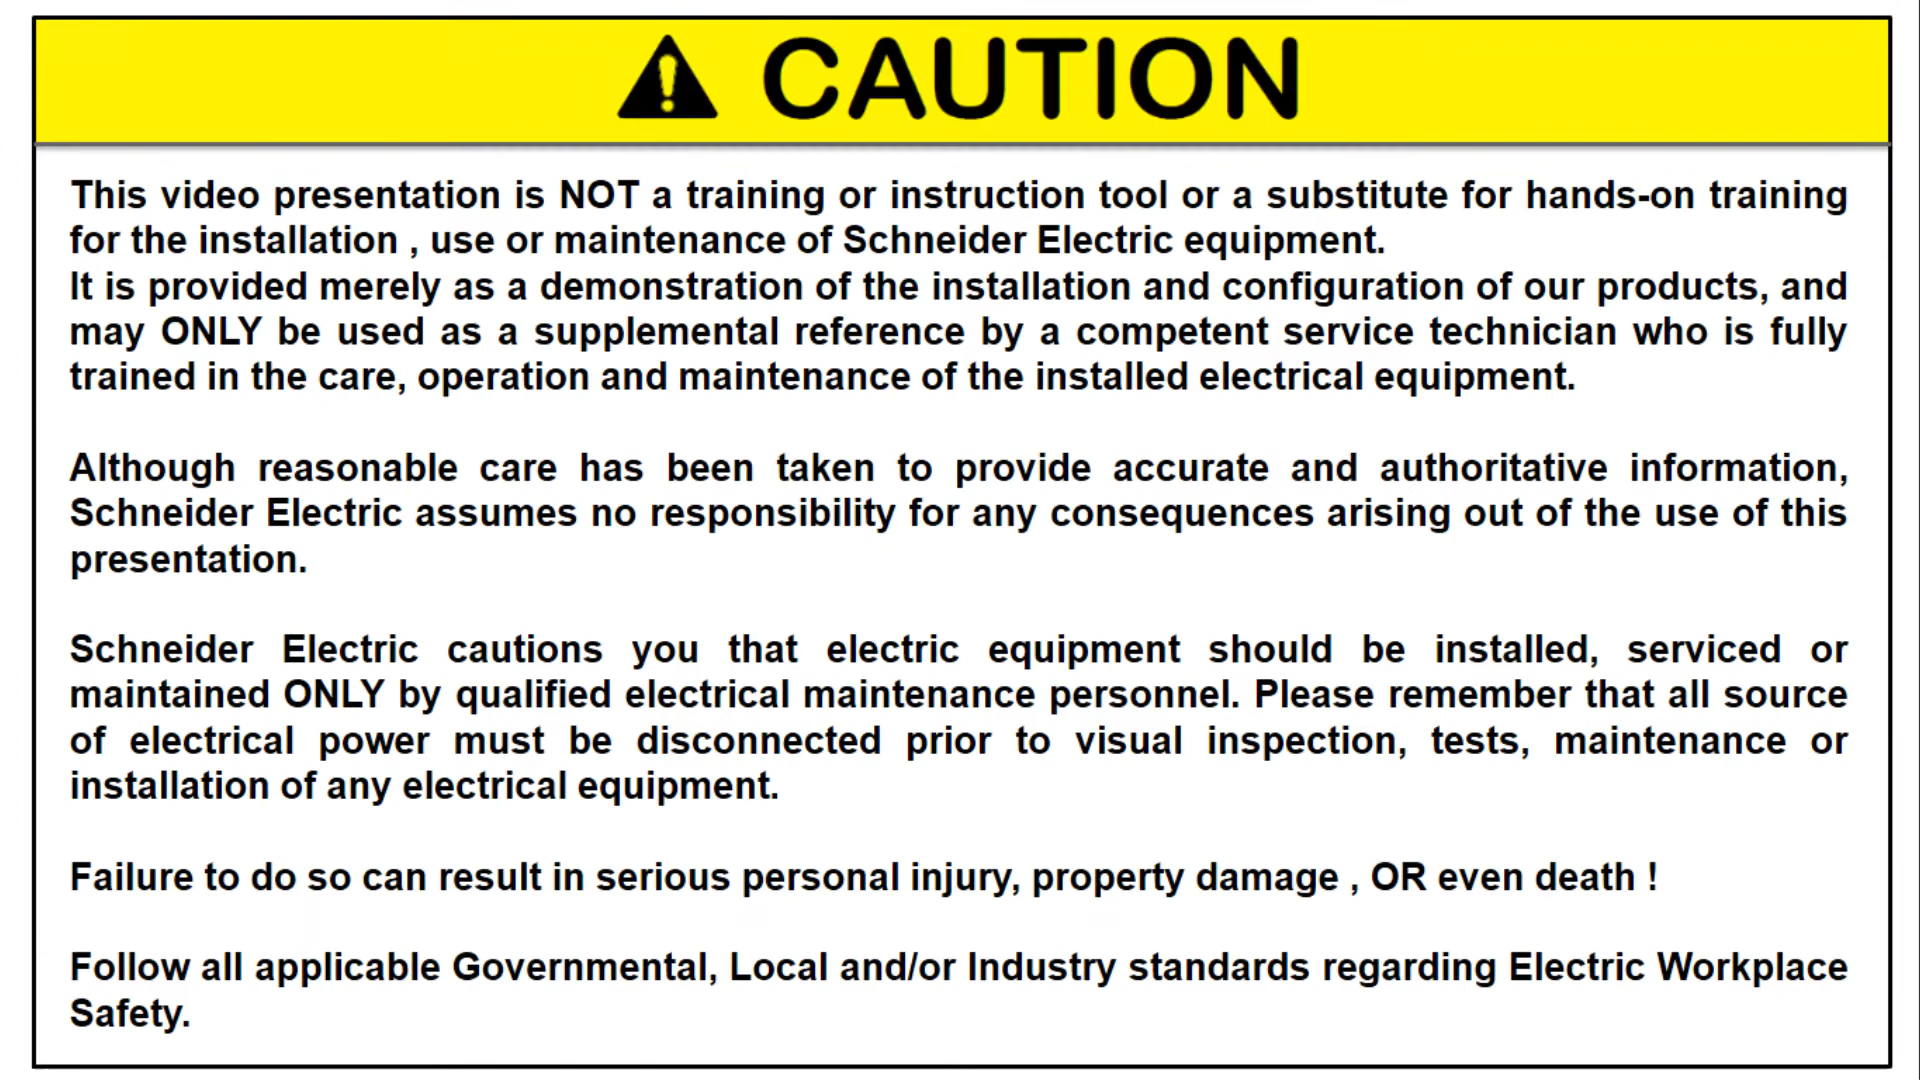 CAUTION
This video presentation is NOT a training or instruction tool or a substitute for hands-on training
for the installation , use or maintenance of Schneider Electric equipment.
It is provided merely as a demonstration of the installation and configuration of our products, and
may ONLY be used as a supplemental reference by a competent service technician who is fully
trained in the care, operation and maintenance of the installed electrical equipment.
Although reasonable care has been taken to provide accurate and authoritative information,
Schneider Electric assumes no responsibility for any consequences arising out of the use of this
presentation.
Schneider Electric cautions you that electric equipment should be installed, serviced or
maintained ONLY by qualified electrical maintenance personnel. Please remember that all source
of electrical power must be disconnected prior to visual inspection, tests, maintenance or
installation of any electrical equipment.
Failure to do so can result in serious personal injury, property damage , OR even death !
Follow all applicable Governmental, Local and/or Industry standards regarding Electric Workplace
Safety.